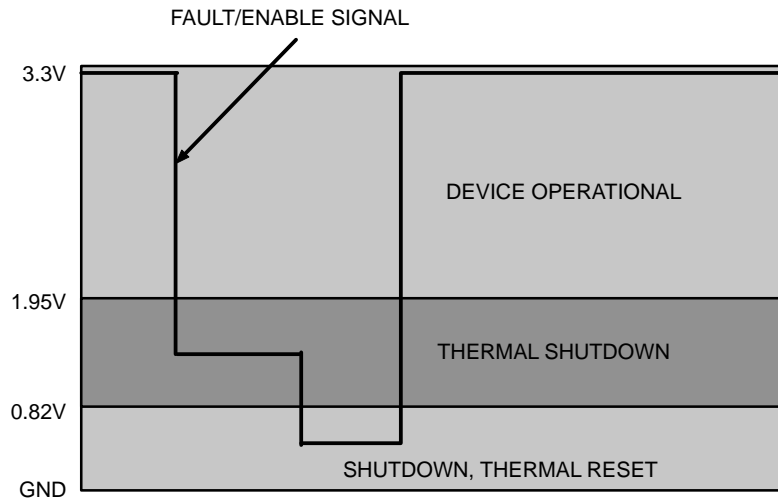 FAULT/ENABLE SIGNAL
3.3V
DEVICE OPERATIONAL
1.95V
THERMAL SHUTDOWN
0.82V
SHUTDOWN, THERMAL RESET
GND